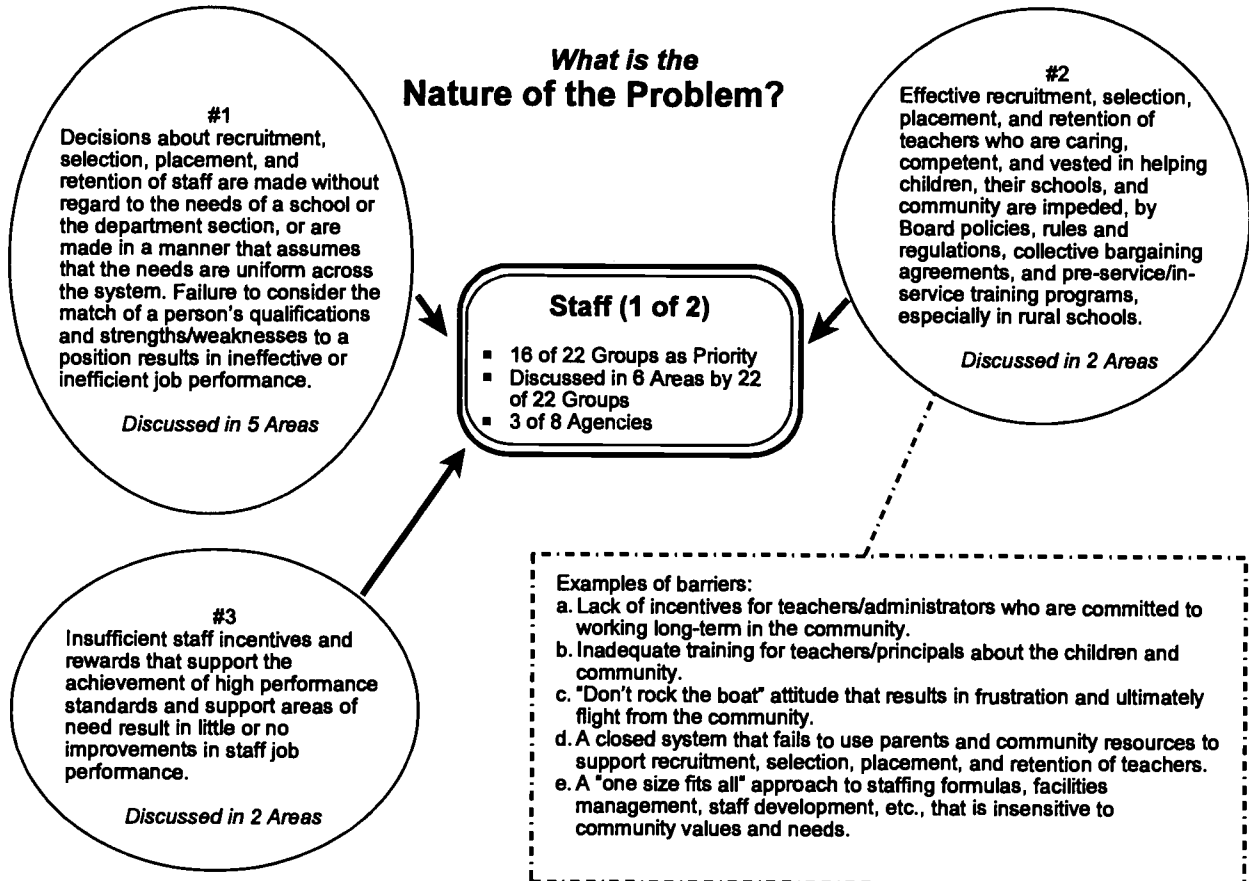 What is the
Nature of the Problem?
#1
Decisions about recruitment,
selection, placement, and
retention of staff are made without
regard to the needs of a school or
the department section, or are
made in a manner that assumes
that the needs are uniform across
the system. Failure to consider the
match of a person's qualifications
and strengths/weaknesses to a
position results in ineffective or
inefficient job performance.
Discussed in 5 Areas
#2
Effective recruitment, selection,
placement, and retention of
teachers who are caring,
competent, and vested in helping
children, their schools, and
community are impeded, by
Board policies, rules and
regulations, collective bargaining
agreements, and pre-service/in-
service training programs,
especially in rural schools.
Discussed in 2 Areas
Staff (1 of 2)
▪ 16 of 22 Groups as Priority
▪ Discussed in 6 Areas by 22
of 22 Groups
▪ 3 of 8 Agencies
#3
Insufficient staff incentives and
rewards that support the
achievement of high performance
standards and support areas of
need result in little or no
improvements in staff job
performance.
Discussed in 2 Areas
Examples of barriers:
a. Lack of incentives for teachers/administrators who are committed to
working long-term in the community.
b. Inadequate training for teachers/principals about the children and
community.
c. "Don't rock the boat" attitude that results in frustration and ultimately
flight from the community.
d. A closed system that fails to use parents and community resources to
support recruitment, selection, placement, and retention of teachers.
e. A "one size fits all" approach to staffing formulas, facilities
management, staff development, etc., that is insensitive to
community values and needs.